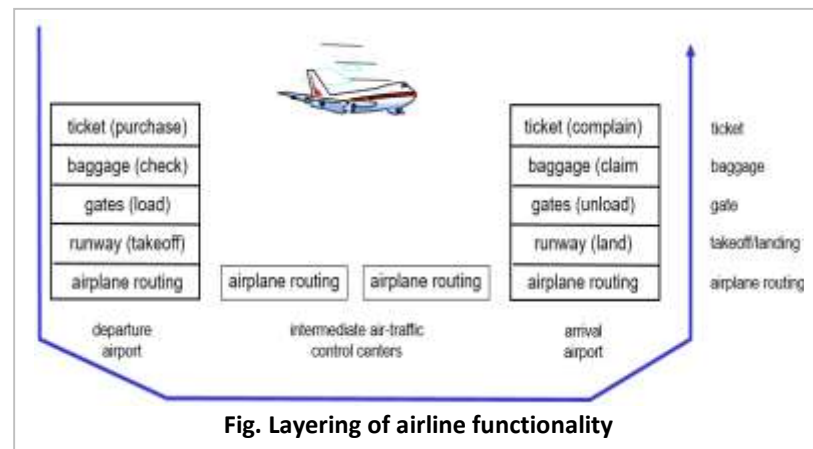 ticket (purchase)
baggage (check)
gates (load)
runway (takeoff)
airplane routing
departure
airport
airplane routing
airplane routing
intermediate air-traffic
control centers
ticket (complain)
baggage (claim
gates (unload)
runway (land)
airplane routing
arrival
airport
ticket
baggage
gate
takeoff/landing
airplane routing
Fig. Layering of airline functionality